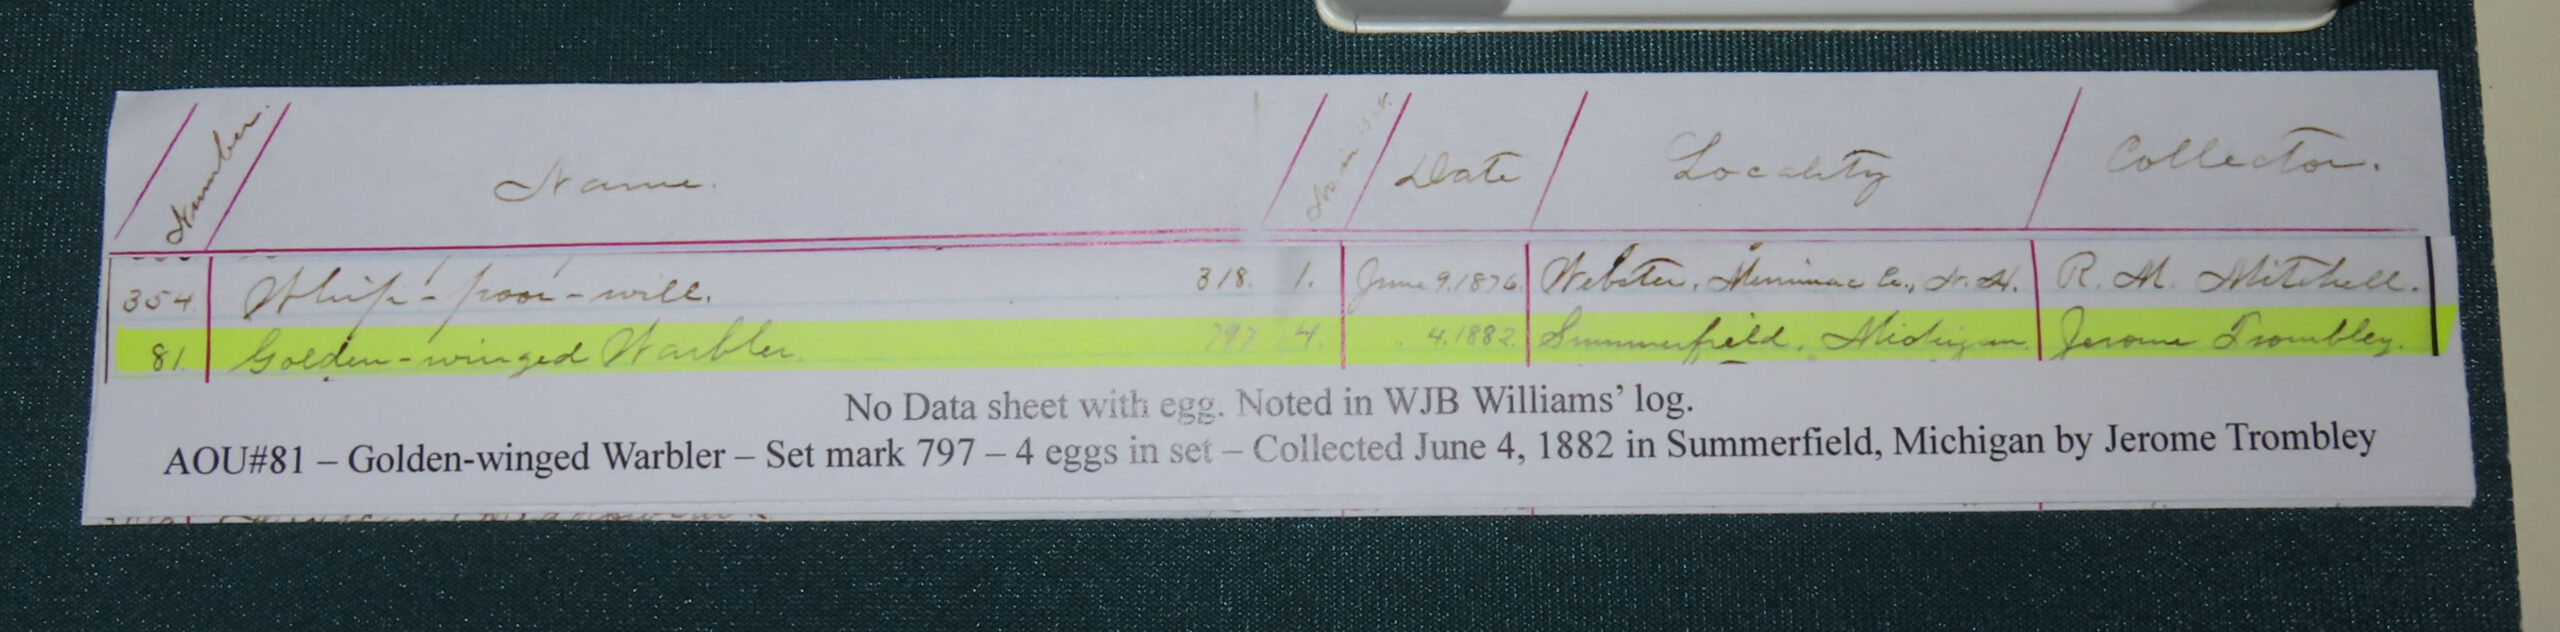 Number. Name. No. in set. Date Locality Collector.
354. Whip-poor-will. 318. 1. June 9. 1876. Webster, Merrimac Co., N. H. R. M. Mitchell.
81. Golden-winged Warbler. 797 4. " 4. 1882. Summerfield, Michigan. Jerome Trombley.
No Data sheet with egg. Noted in WJB Williams’ log.
AOU#81 – Golden-winged Warbler – Set mark 797 – 4 eggs in set – Collected June 4, 1882 in Summerfield, Michigan by Jerome Trombley